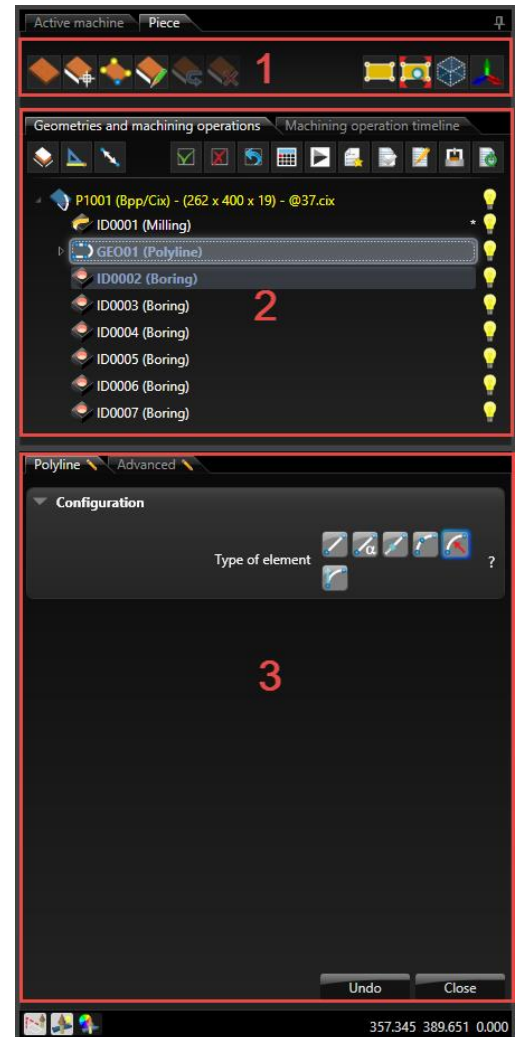 Active machine Piece
1
Geometries and machining operations Machining operation timeline
P1001 (Bpp/Cix) - (262 x 400 x 19) - @37.cix
ID0001 (Milling) *
GEO01 (Polyline)
ID0002 (Boring)
2
ID0003 (Boring)
ID0004 (Boring)
ID0005 (Boring)
ID0006 (Boring)
ID0007 (Boring)
Polyline Advanced
Configuration
Type of element α ?
3
Undo Close
357.345 389.651 0.000